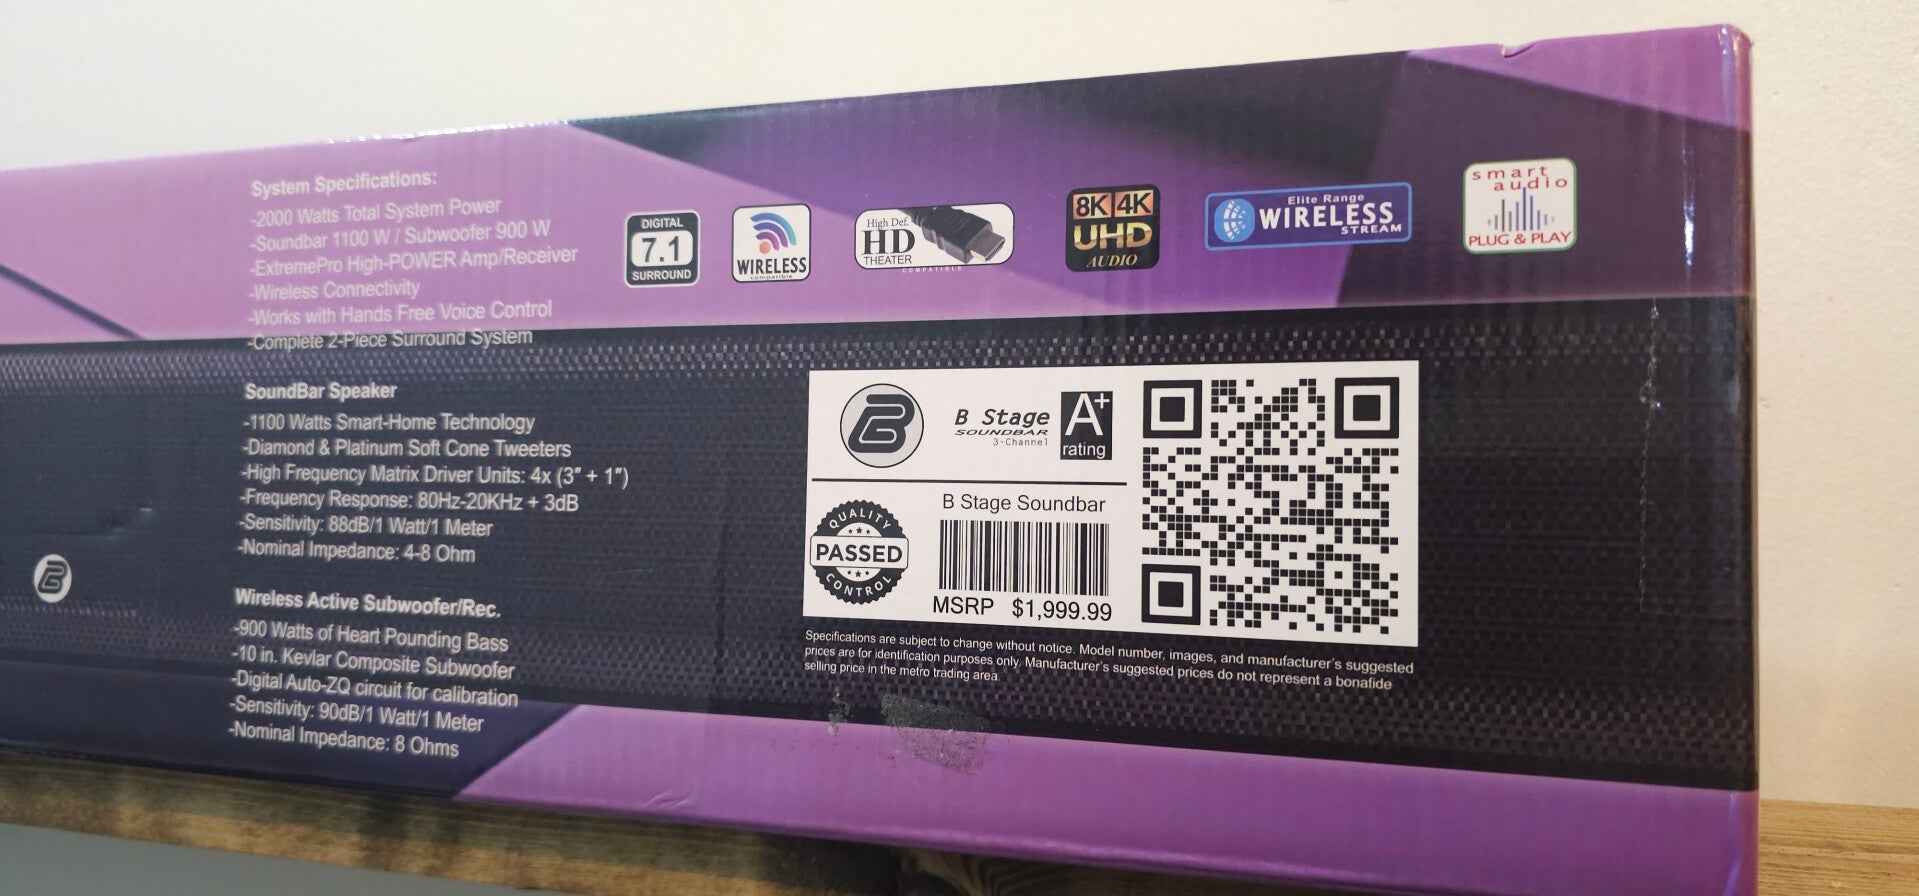 System Specifications:
-2000 Watts Total System Power
-Soundbar 1100 W / Subwoofer 900 W
-ExtremePro High-POWER Amp/Receiver
-Wireless Connectivity
-Works with Hands Free Voice Control
-Complete 2-Piece Surround System
SoundBar Speaker
-1100 Watts Smart-Home Technology
-Diamond & Platinum Soft Cone Tweeters
-High Frequency Matrix Driver Units: 4x (3" + 1")
-Frequency Response: 80Hz-20KHz + 3dB
-Sensitivity: 88dB/1 Watt/1 Meter
-Nominal Impedance: 4-8 Ohm
Wireless Active Subwoofer/Rec.
-900 Watts of Heart Pounding Bass
-10 in. Kevlar Composite Subwoofer
-Digital Auto-ZQ circuit for calibration
-Sensitivity: 90dB/1 Watt/1 Meter
-Nominal Impedance: 8 Ohms
DIGITAL
7.1
SURROUND
WIRELESS
compatible
High Def.
HD
THEATER
COMPATIBLE
8K 4K
UHD
AUDIO
Elite Range
WIRELESS
STREAM
smart
audio
PLUG & PLAY
B Stage
SOUNDBAR
3-Channel
A+
rating
QUALITY
PASSED
CONTROL
B Stage Soundbar
MSRP $1,999.99
Specifications are subject to change without notice. Model number, images, and manufacturer's suggested
prices are for identification purposes only. Manufacturer's suggested prices do not represent a bonafide
selling price in the metro trading area